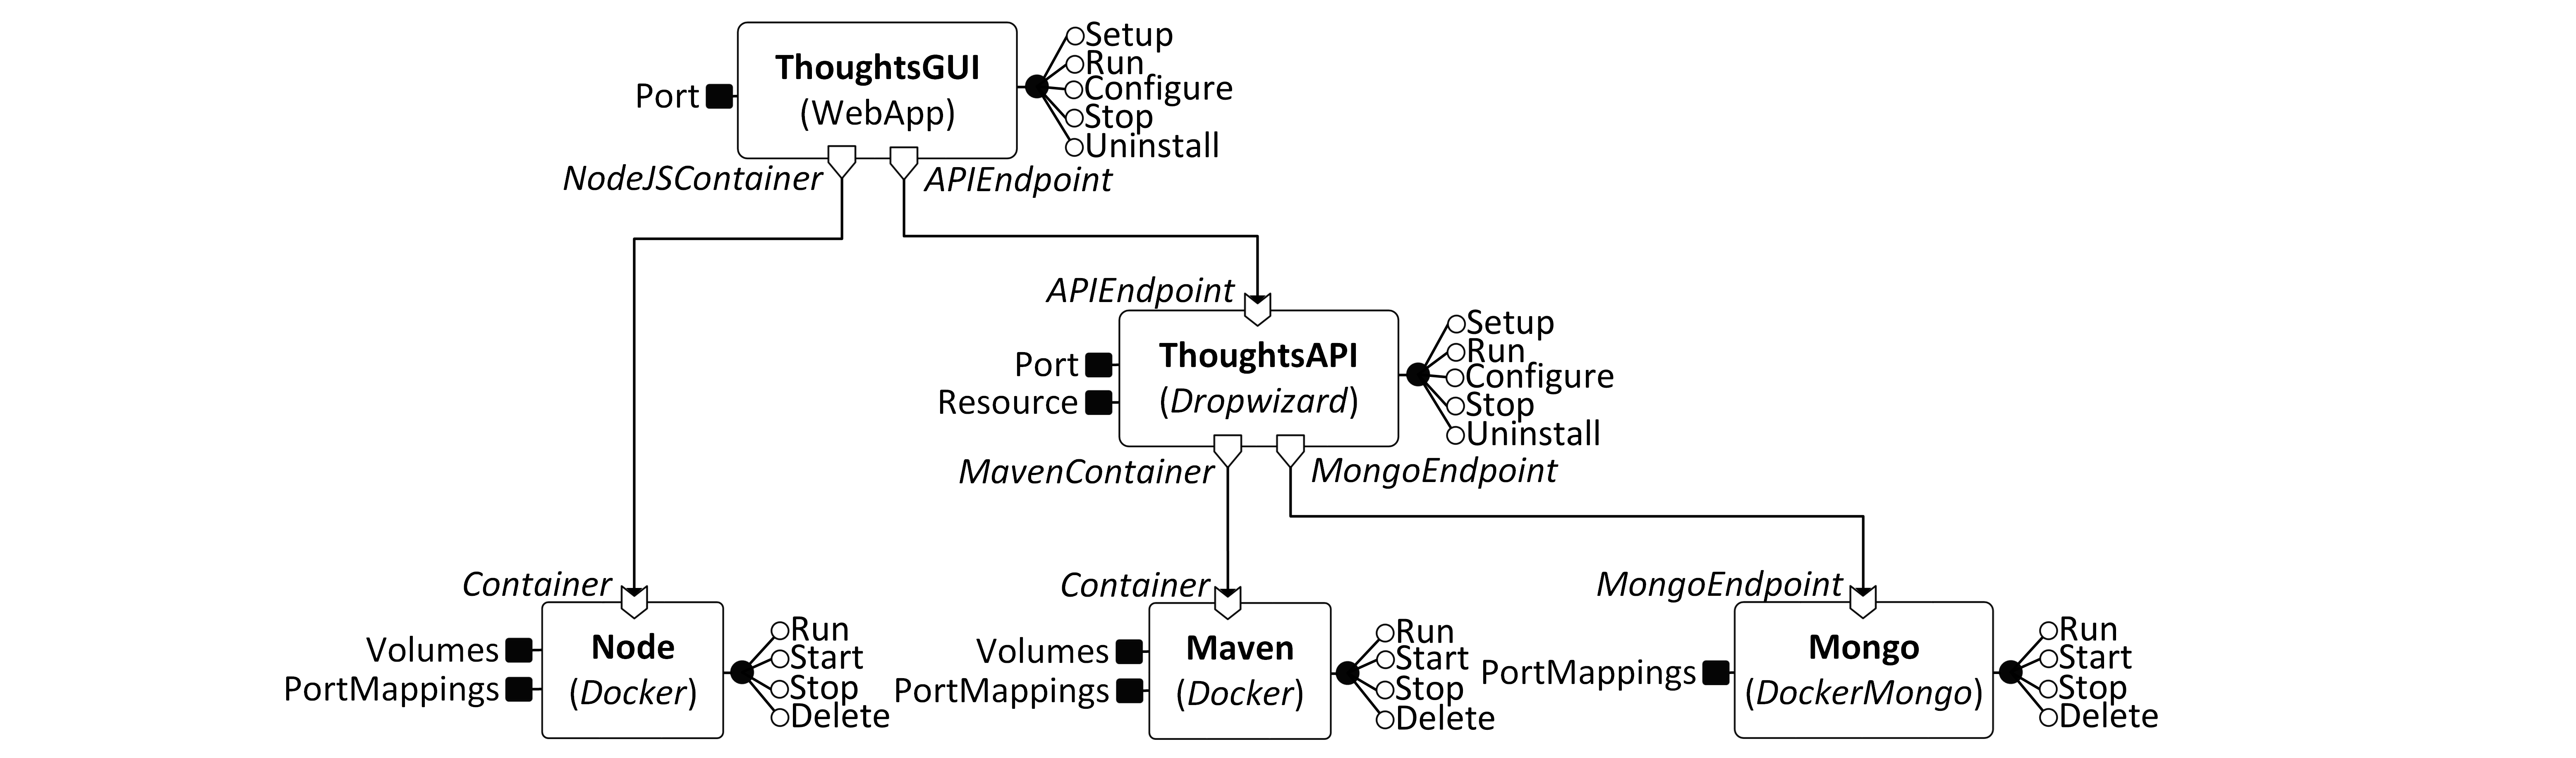 Port
ThoughtsGUI
(WebApp)
Setup
Run
Configure
Stop
Uninstall
NodeJSContainer
APIEndpoint
APIEndpoint
Port
Resource
ThoughtsAPI
(Dropwizard)
Setup
Run
Configure
Stop
Uninstall
MavenContainer
MongoEndpoint
Container
Volumes
PortMappings
Node
(Docker)
Run
Start
Stop
Delete
Container
Volumes
PortMappings
Maven
(Docker)
Run
Start
Stop
Delete
MongoEndpoint
PortMappings
Mongo
(DockerMongo)
Run
Start
Stop
Delete